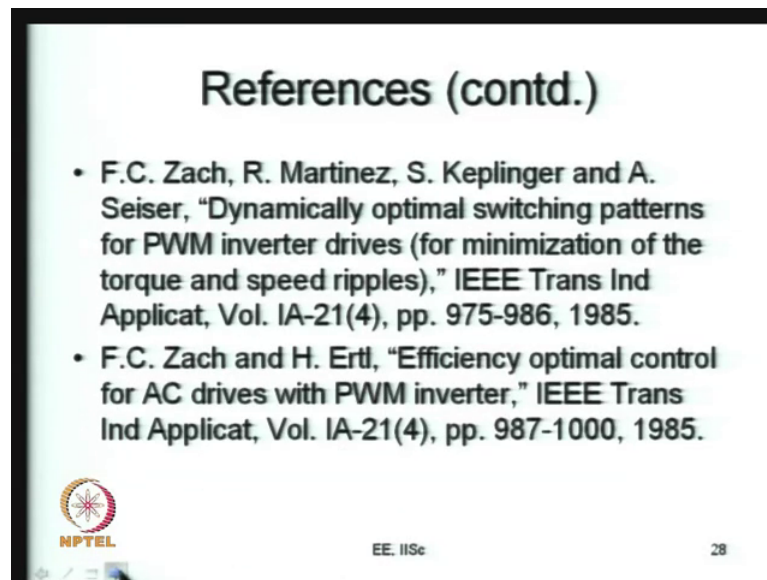 References (contd.)
• F.C. Zach, R. Martinez, S. Keplinger and A.
Seiser, “Dynamically optimal switching patterns
for PWM inverter drives (for minimization of the
torque and speed ripples),” IEEE Trans Ind
Applicat, Vol. IA-21(4), pp. 975-986, 1985.
• F.C. Zach and H. Ertl, “Efficiency optimal control
for AC drives with PWM inverter,” IEEE Trans
Ind Applicat, Vol. IA-21(4), pp. 987-1000, 1985.
NPTEL
EE, IISc
28